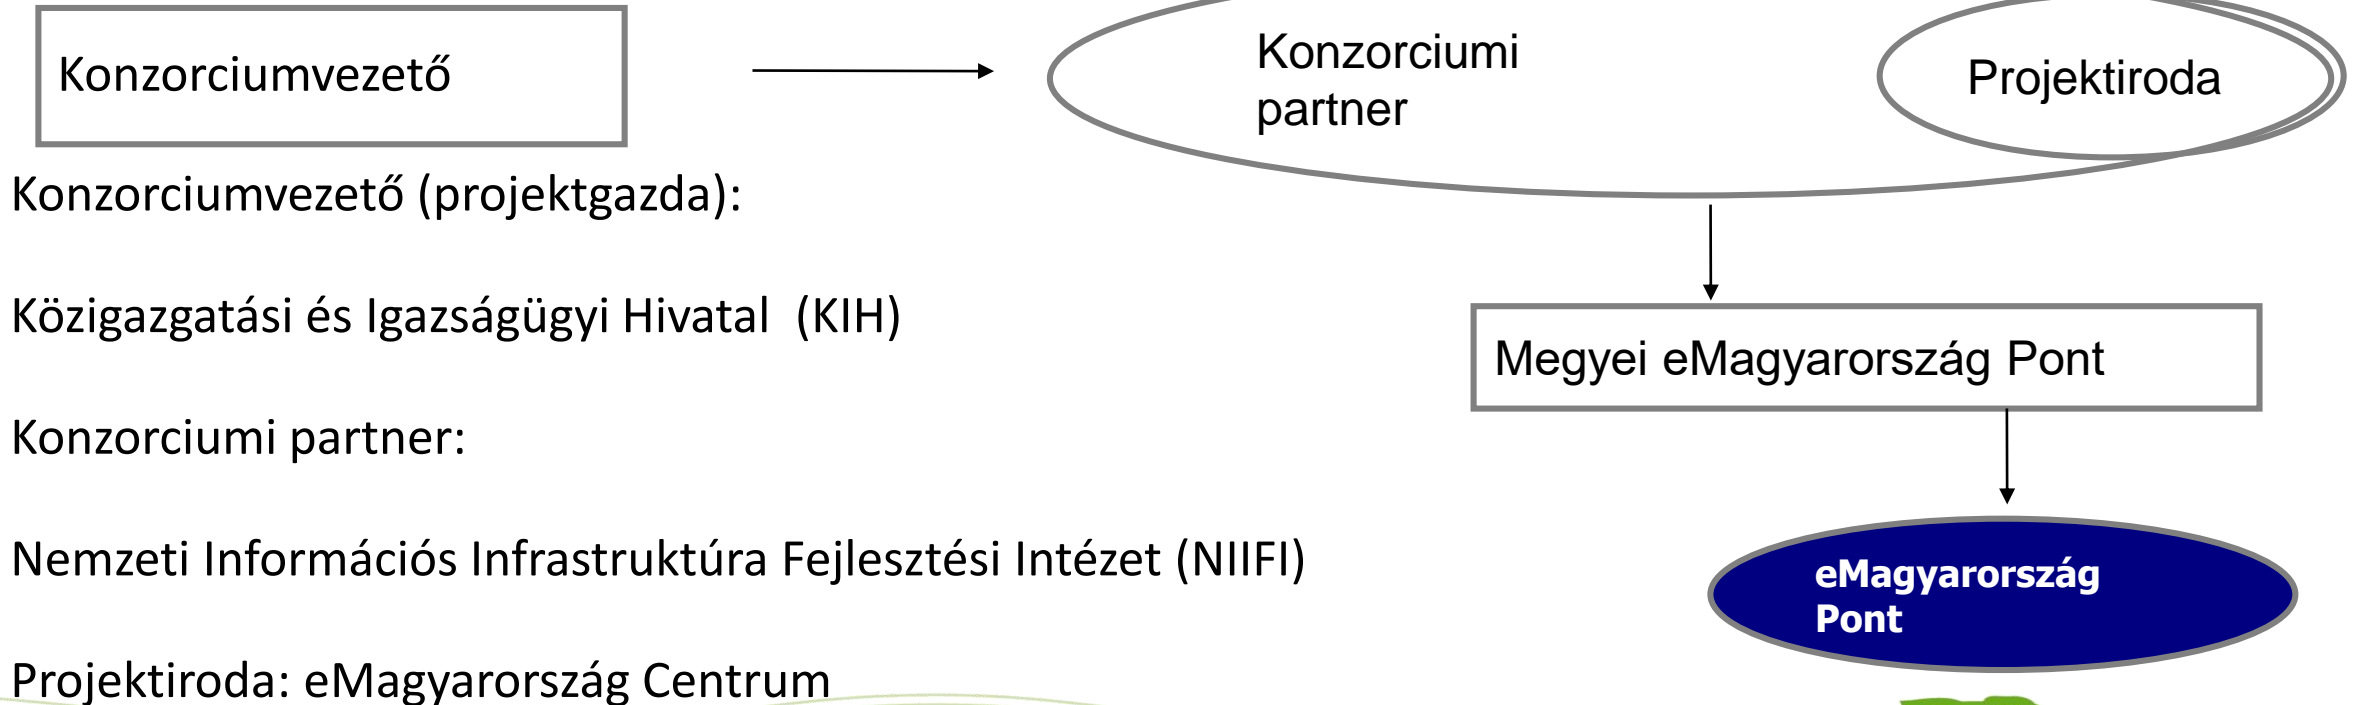 Konzorciumvezető
Konzorciumi
partner
Projektiroda
Konzorciumvezető (projektgazda):
Közigazgatási és Igazságügyi Hivatal  (KIH)
Megyei eMagyarország Pont
Konzorciumi partner:
Nemzeti Információs Infrastruktúra Fejlesztési Intézet (NIIFI)
eMagyarország
Pont
Projektiroda: eMagyarország Centrum